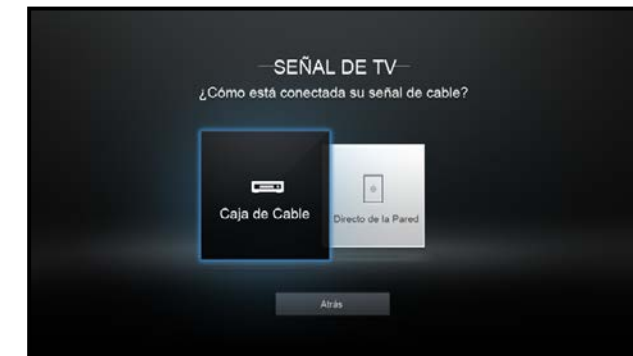 SEÑAL DE TV
¿Cómo está conectada su señal de cable?
Caja de Cable
Directo de la Pared
Atrás